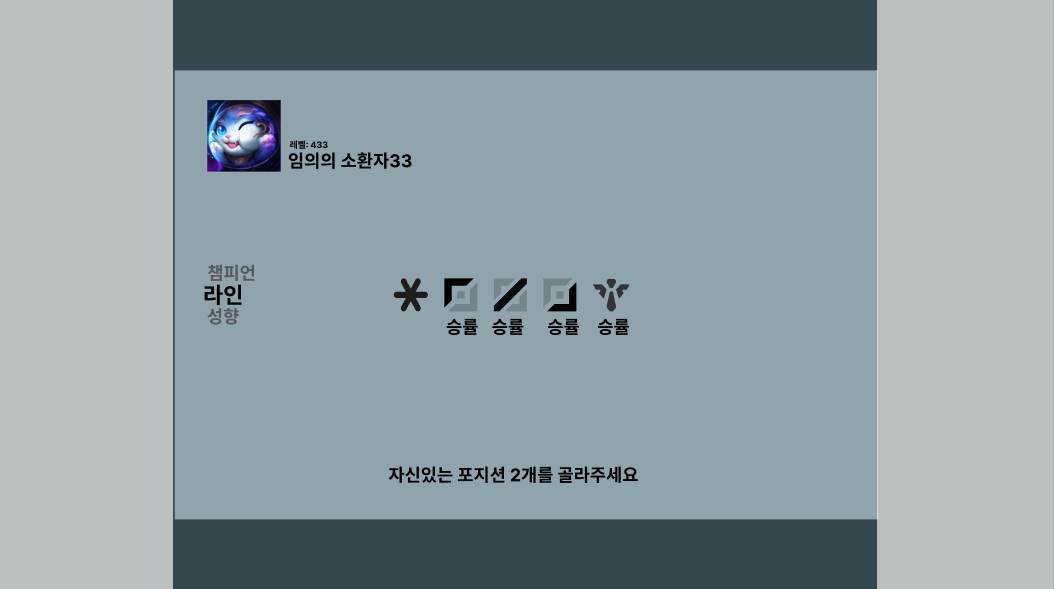 레벨: 433
임의의 소환자33
챔피언
라인
성향
승률 승률 승률 승률
자신있는 포지션 2개를 골라주세요